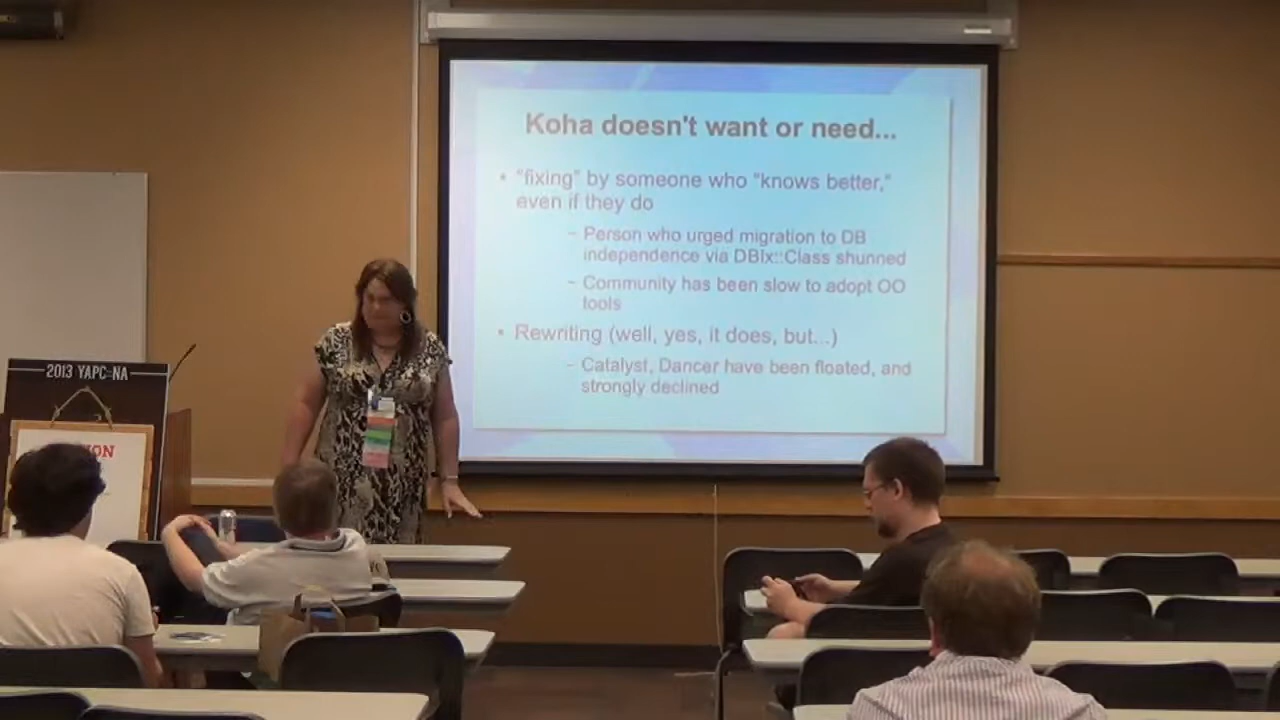 Koha doesn't want or need...
• "fixing" by someone who "knows better,"
even if they do
– Person who urged migration to DB
independence via DBIx::Class shunned
– Community has been slow to adopt OO
tools
• Rewriting (well, yes, it does, but...)
– Catalyst, Dancer have been floated, and
strongly declined
2013 YAPC::NA